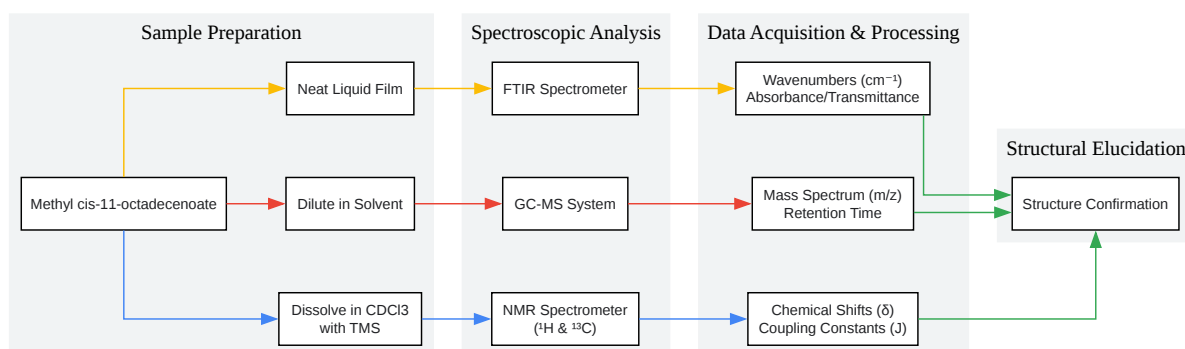 Sample Preparation
Spectroscopic Analysis
Data Acquisition & Processing
Neat Liquid Film
FTIR Spectrometer
Wavenumbers (cm⁻¹)
Absorbance/Transmittance
Structural Elucidation
Methyl cis-11-octadecenoate
Dilute in Solvent
GC-MS System
Mass Spectrum (m/z)
Retention Time
Structure Confirmation
Dissolve in CDCl3
with TMS
NMR Spectrometer
(¹H & ¹³C)
Chemical Shifts (δ)
Coupling Constants (J)